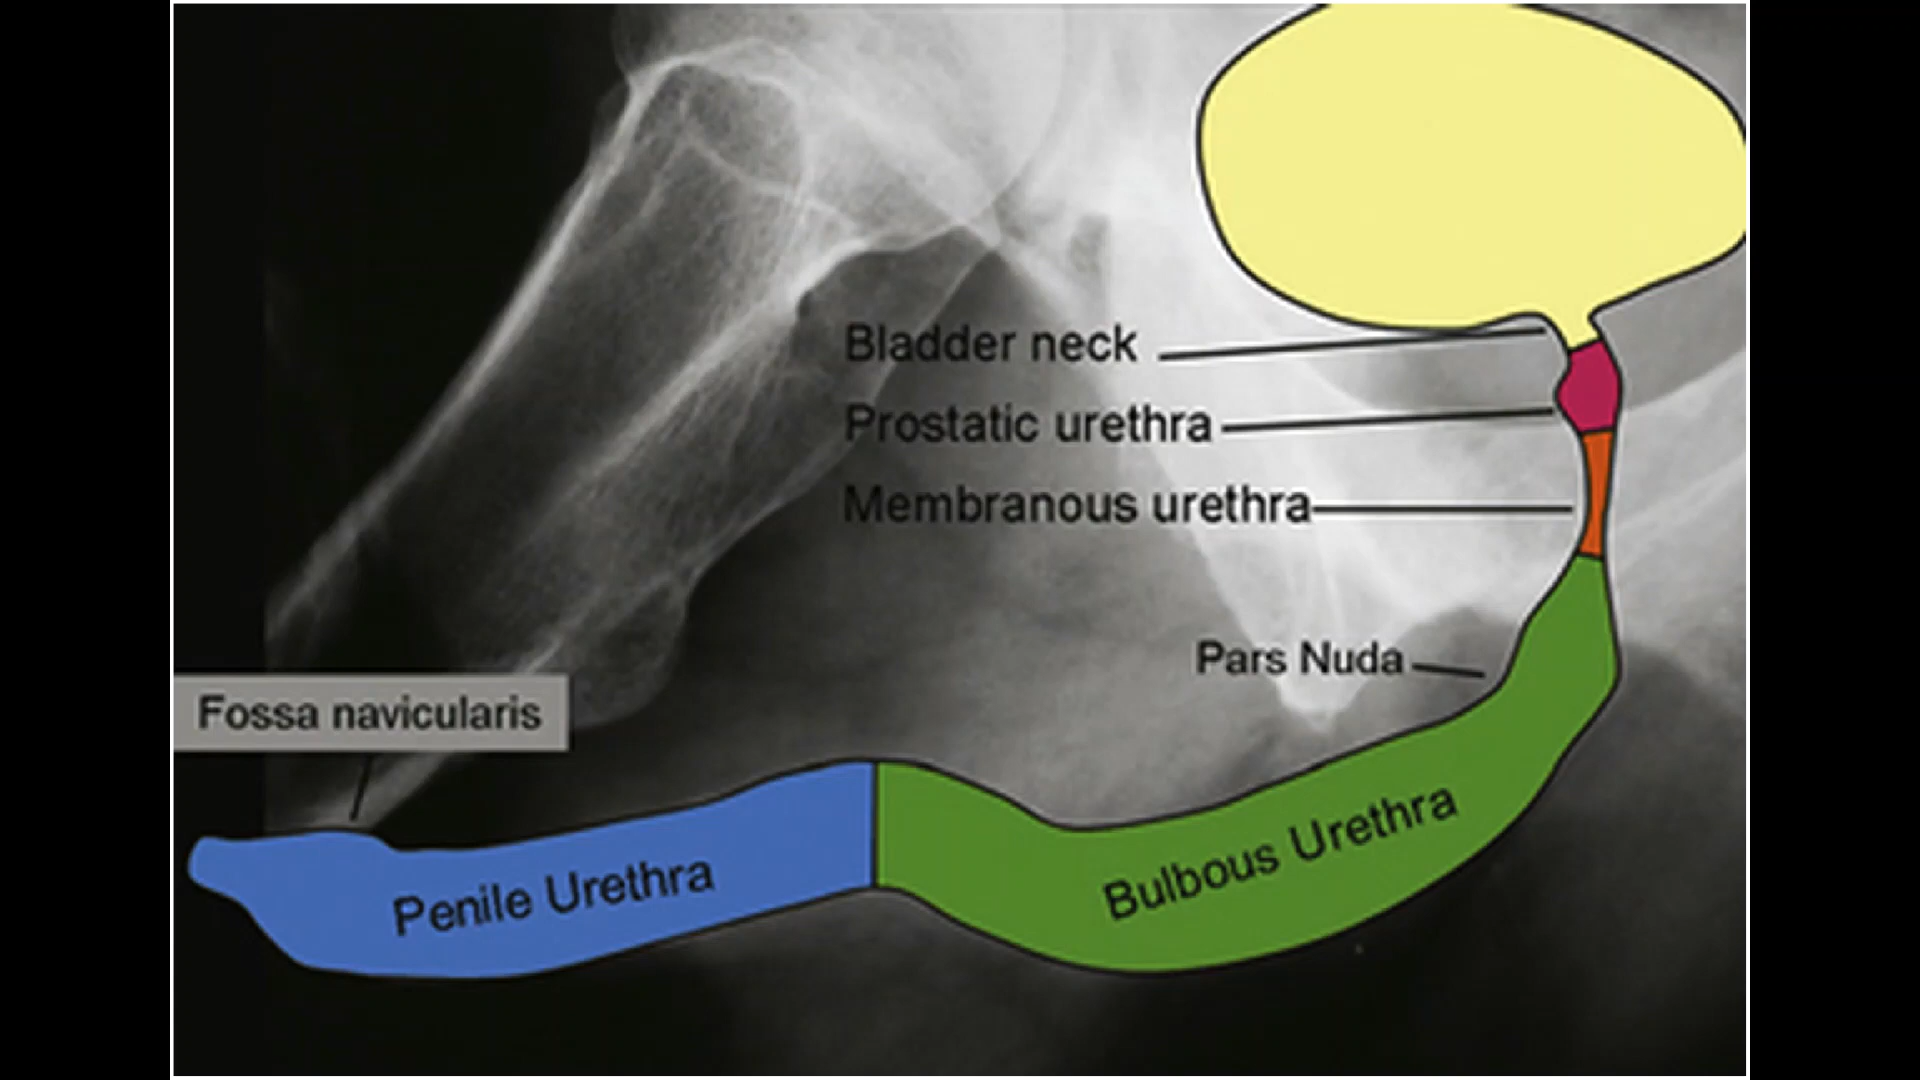 Bladder neck
Prostatic urethra
Membranous urethra
Pars Nuda
Fossa navicularis
Penile Urethra
Bulbous Urethra